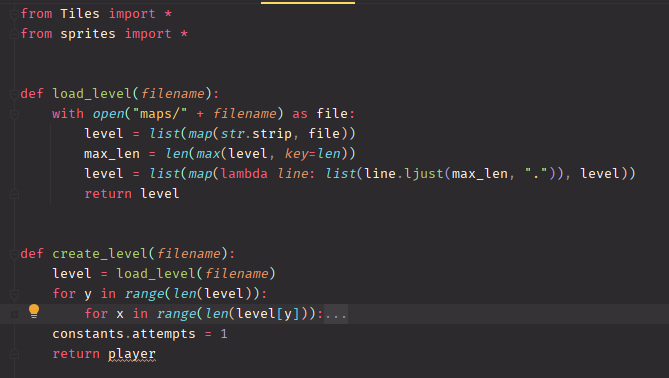 from Tiles import *
from sprites import *
def load_level(filename):
    with open("maps/" + filename) as file:
        level = list(map(str.strip, file))
        max_len = len(max(level, key=len))
        level = list(map(lambda line: list(line.ljust(max_len, ".")), level))
        return level
def create_level(filename):
    level = load_level(filename)
    for y in range(len(level)):
        for x in range(len(level[y])):...
    constants.attempts = 1
    return player